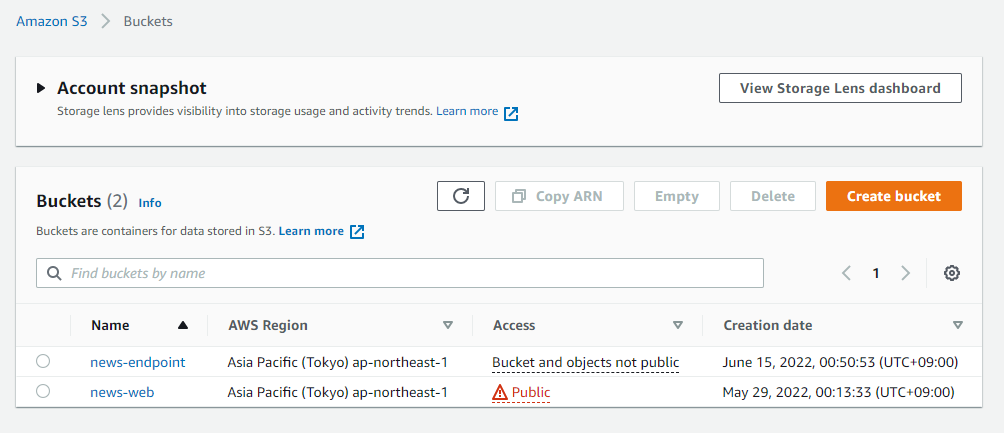 Amazon S3 Buckets
Account snapshot
View Storage Lens dashboard
Storage lens provides visibility into storage usage and activity trends. Learn more
Buckets (2) Info
Copy ARN Empty Delete Create bucket
Buckets are containers for data stored in S3. Learn more
Find buckets by name
1
Name AWS Region Access Creation date
news-endpoint Asia Pacific (Tokyo) ap-northeast-1 Bucket and objects not public June 15, 2022, 00:50:53 (UTC+09:00)
news-web Asia Pacific (Tokyo) ap-northeast-1 Public May 29, 2022, 00:13:33 (UTC+09:00)